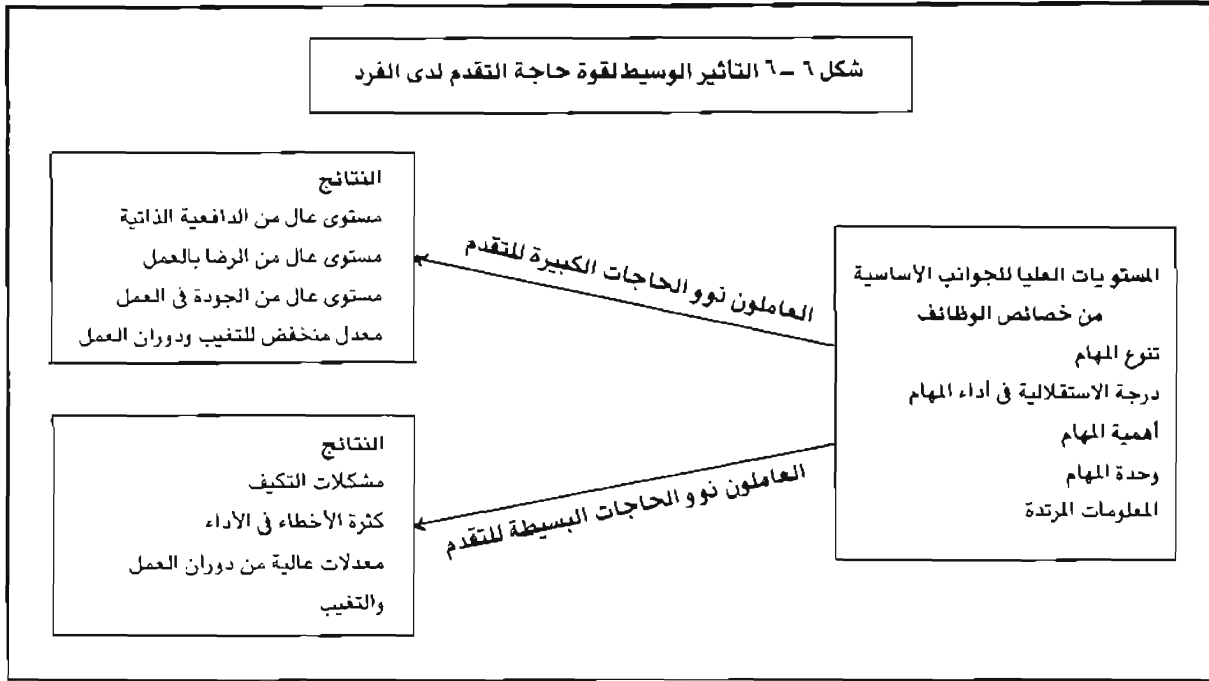 شكل ٦ – ٦ التأثير الوسيط لقوة حاجة التقدم لدى الفرد
المستويات العليا للجوانب الأساسية
من خصائص الوظائف
تنوع المهام
درجة الاستقلالية فى أداء المهام
أهمية المهام
وحدة المهام
المعلومات المرتدة
العاملون نوو الحاجات الكبيرة للتقدم
النتائج
مستوى عال من الدافعية الذاتية
مستوى عال من الرضا بالعمل
مستوى عال من الجودة فى العمل
معدل منخفض للتغيب ودوران العمل
العاملون نوو الحاجات البسيطة للتقدم
النتائج
مشكلات التكيف
كثرة الأخطاء فى الأداء
معدلات عالية من دوران العمل
والتغيب